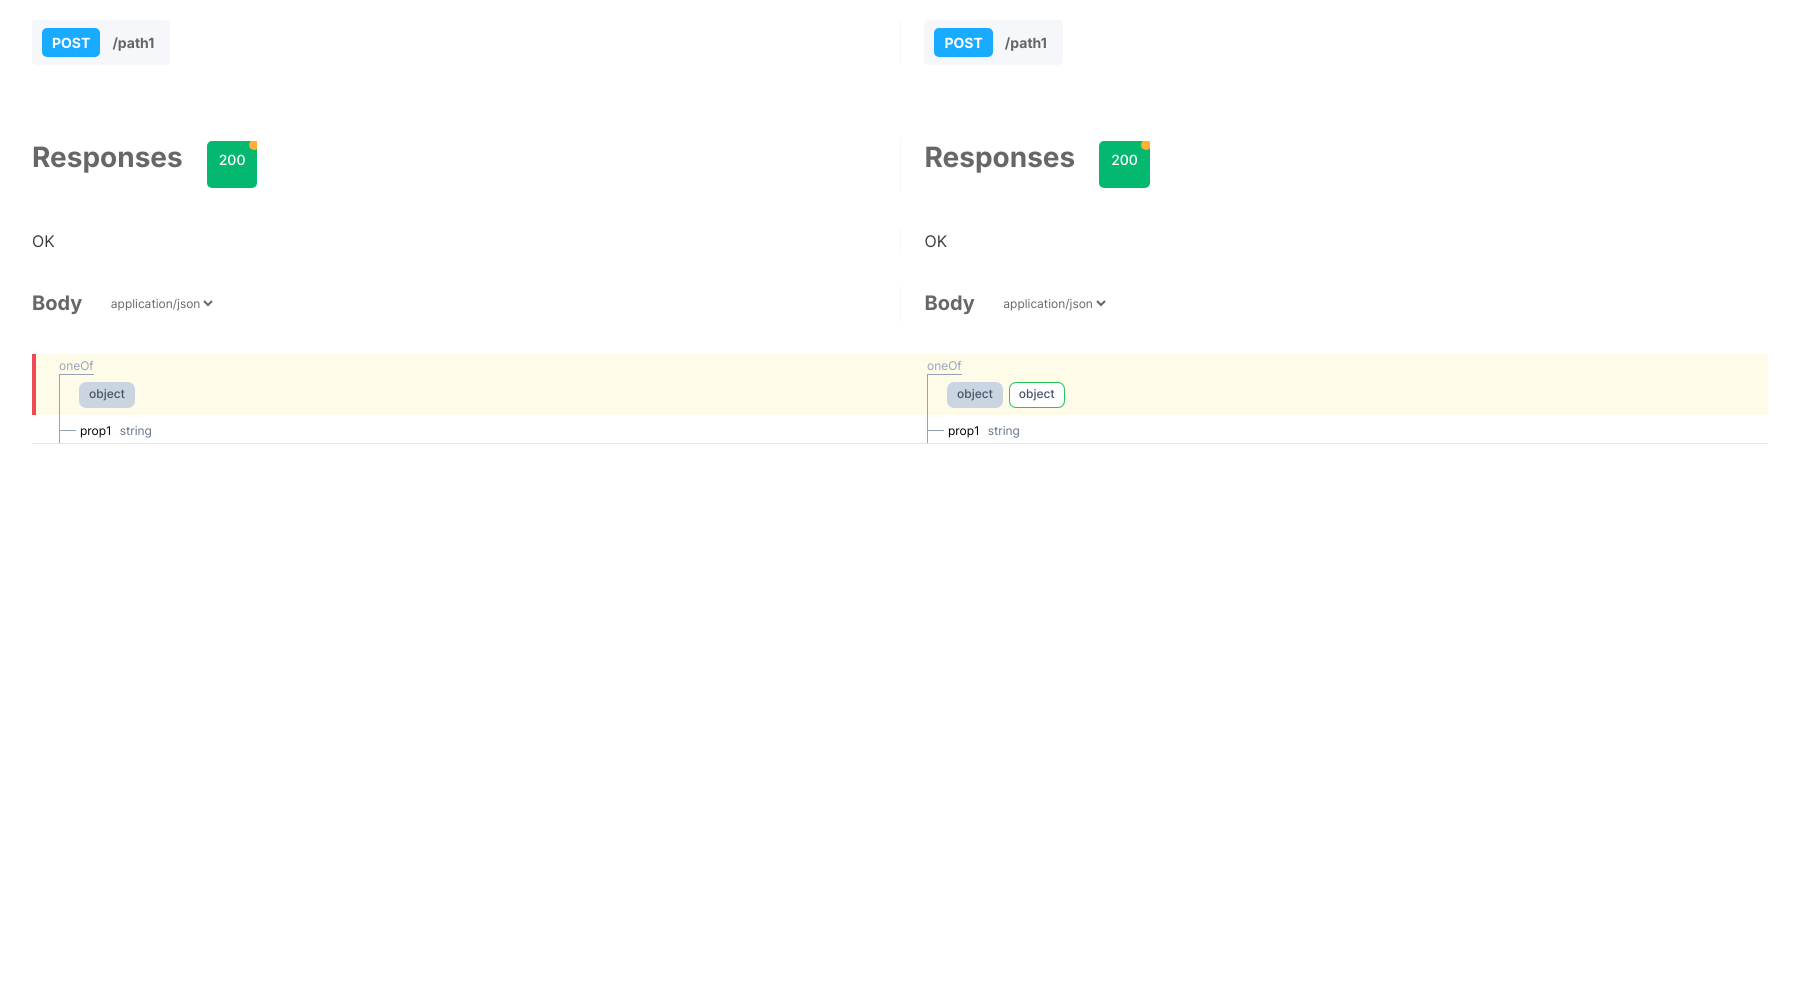 POST /path1 POST /path1
Responses 200 Responses 200
OK OK
Body application/json Body application/json
oneOf oneOf
object object object
prop1 string prop1 string